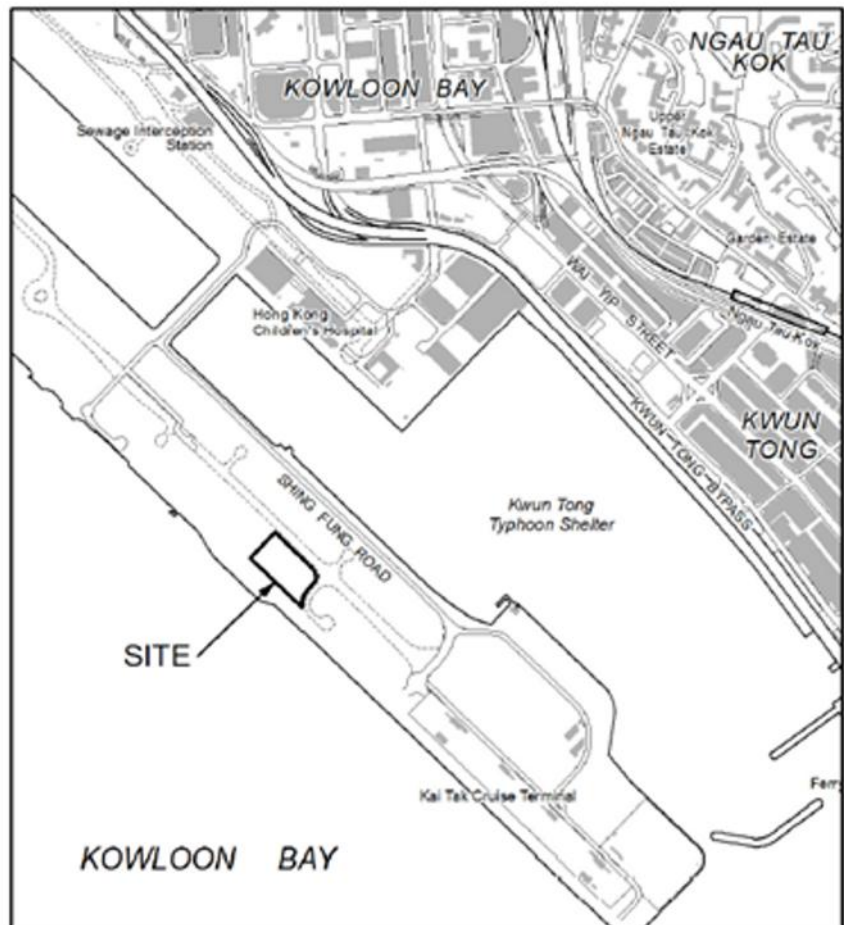 NGAU TAU
KOK
KOWLOON BAY
Upper
Ngau Tau Kok
Estate
Sewage Interception
Station
Garden Estate
WAI YIP STREET
Hong Kong
Children's Hospital
Ngau Tau Kok
KWUN
TONG
KWUN TONG BYPASS
SHING FUNG ROAD
Kwun Tong
Typhoon Shelter
SITE
Kai Tak Cruise Terminal
Ferry
KOWLOON BAY